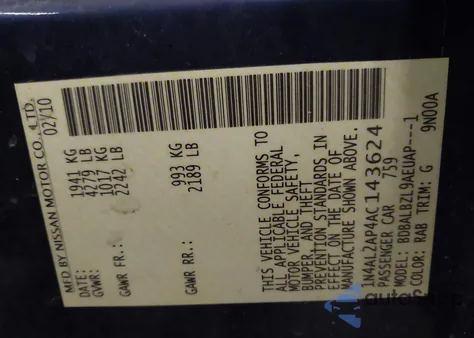 MFD BY NISSAN MOTOR CO., LTD.
02/10
GVWR: 1941 KG
4279 LB
GAWR FR.: 1017 KG
2242 LB
GAWR RR.: 993 KG
2189 LB
THIS VEHICLE CONFORMS TO
ALL APPLICABLE FEDERAL
MOTOR VEHICLE SAFETY,
BUMPER, AND THEFT
PREVENTION STANDARDS IN
EFFECT ON THE DATE OF
MANUFACTURE SHOWN ABOVE.
1N4AL2AP4AC143624
PASSENGER CAR 759
MODEL: BDBALBZL9AEUAP---1
COLOR: RAB TRIM: G 9N00A